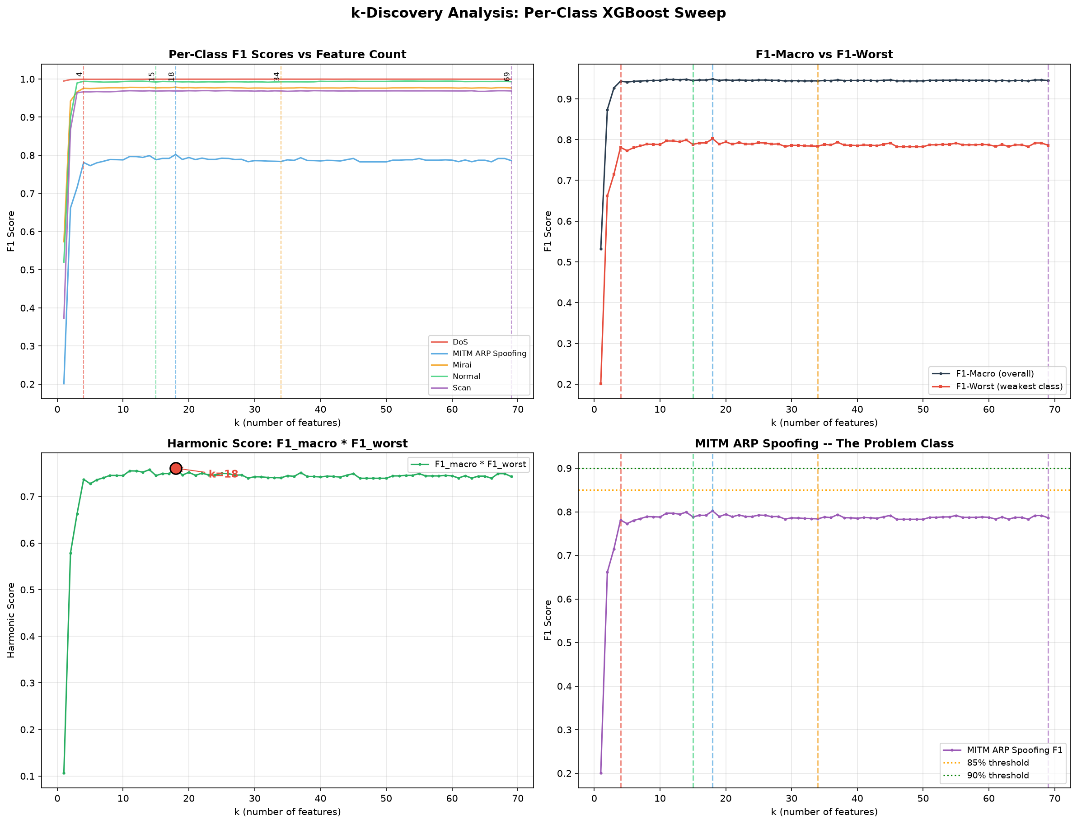 k-Discovery Analysis: Per-Class XGBoost Sweep
Per-Class F1 Scores vs Feature Count
F1 Score
1.0
0.9
0.8
0.7
0.6
0.5
0.4
0.3
0.2
4
15
18
34
69
DoS
MITM ARP Spoofing
Mirai
Normal
Scan
0 10 20 30 40 50 60 70
k (number of features)
F1-Macro vs F1-Worst
F1 Score
0.9
0.8
0.7
0.6
0.5
0.4
0.3
0.2
F1-Macro (overall)
F1-Worst (weakest class)
0 10 20 30 40 50 60 70
k (number of features)
Harmonic Score: F1_macro * F1_worst
Harmonic Score
F1_macro * F1_worst
k=18
0.7
0.6
0.5
0.4
0.3
0.2
0.1
0 10 20 30 40 50 60 70
k (number of features)
MITM ARP Spoofing -- The Problem Class
F1 Score
0.9
0.8
0.7
0.6
0.5
0.4
0.3
0.2
MITM ARP Spoofing F1
85% threshold
90% threshold
0 10 20 30 40 50 60 70
k (number of features)